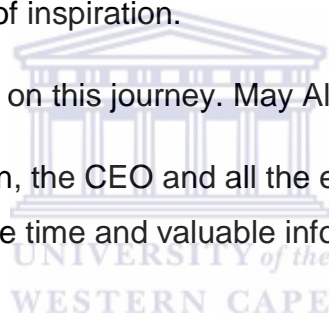 of inspiration.
on this journey. May Al
, the CEO and all the e
e time and valuable info
UNIVERSITY of the
WESTERN CAPE